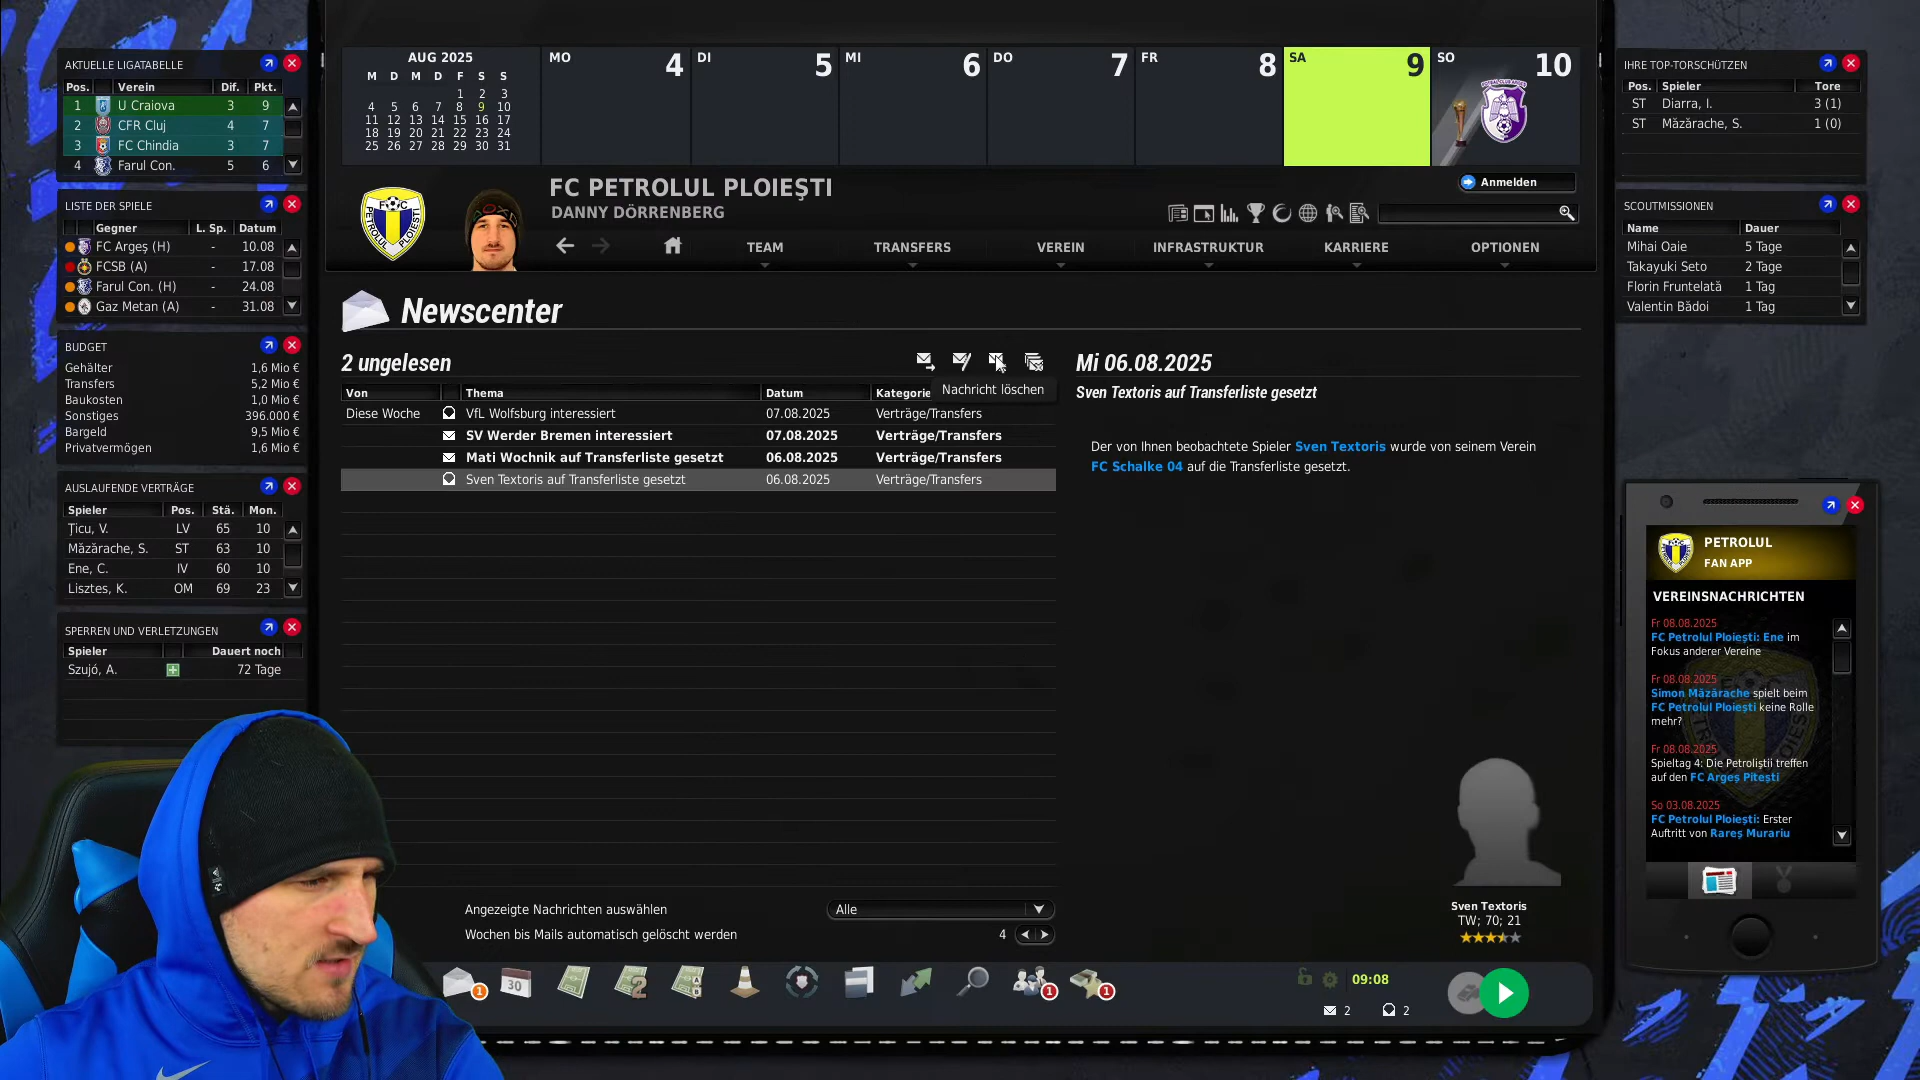 AKTUELLE LIGATABELLE
Pos. Verein Dif. Pkt.
1 U Craiova 3 9
2 CFR Cluj 4 7
3 FC Chindia 3 7
4 Farul Con. 5 6
LISTE DER SPIELE
Gegner L. Sp. Datum
FC Argeș (H) - 10.08
FCSB (A) - 17.08
Farul Con. (H) - 24.08
Gaz Metan (A) - 31.08
BUDGET
Gehälter 1,6 Mio €
Transfers 5,2 Mio €
Baukosten 1,0 Mio €
Sonstiges 396.000 €
Bargeld 9,5 Mio €
Privatvermögen 1,6 Mio €
AUSLAUFENDE VERTRÄGE
Spieler Pos. Stä. Mon.
Țicu, V. LV 65 10
Măzărache, S. ST 63 10
Ene, C. IV 60 10
Lisztes, K. OM 69 23
SPERREN UND VERLETZUNGEN
Spieler Dauert noch
Szujó, A. 72 Tage
AUG 2025
M D M D F S S
1 2 3
4 5 6 7 8 9 10
11 12 13 14 15 16 17
18 19 20 21 22 23 24
25 26 27 28 29 30 31
MO 4 DI 5 MI 6 DO 7 FR 8 SA 9 SO 10
FC PETROLUL PLOIEŞTI
DANNY DÖRRENBERG
Anmelden
TEAM TRANSFERS VEREIN INFRASTRUKTUR KARRIERE OPTIONEN
Newscenter
2 ungelesen
Nachricht löschen
Von Thema Datum Kategorie
Diese Woche VfL Wolfsburg interessiert 07.08.2025 Verträge/Transfers
SV Werder Bremen interessiert 07.08.2025 Verträge/Transfers
Mati Wochnik auf Transferliste gesetzt 06.08.2025 Verträge/Transfers
Sven Textoris auf Transferliste gesetzt 06.08.2025 Verträge/Transfers
Angezeigte Nachrichten auswählen Alle
Wochen bis Mails automatisch gelöscht werden 4
Mi 06.08.2025
Sven Textoris auf Transferliste gesetzt
Der von Ihnen beobachtete Spieler Sven Textoris wurde von seinem Verein
FC Schalke 04 auf die Transferliste gesetzt.
Sven Textoris
TW; 70; 21
1 30 2 1 1
09:08
2 2
IHRE TOP-TORSCHÜTZEN
Pos. Spieler Tore
ST Diarra, I. 3 (1)
ST Măzărache, S. 1 (0)
SCOUTMISSIONEN
Name Dauer
Mihai Oaie 5 Tage
Takayuki Seto 2 Tage
Florin Fruntelată 1 Tag
Valentin Bădoi 1 Tag
PETROLUL
FAN APP
VEREINSNACHRICHTEN
Fr 08.08.2025
FC Petrolul Ploieşti: Ene im
Fokus anderer Vereine
Fr 08.08.2025
Simon Măzărache spielt beim
FC Petrolul Ploieşti keine Rolle
mehr?
Fr 08.08.2025
Spieltag 4: Die Petroliştii treffen
auf den FC Argeș Pitești
So 03.08.2025
FC Petrolul Ploieşti: Erster
Auftritt von Rareș Murariu